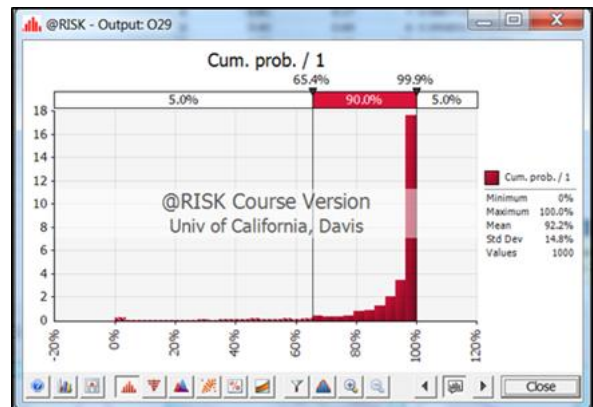 @RISK - Output: O29
Cum. prob. / 1
65.4% 99.9%
5.0% 90.0% 5.0%
18
16
14
12
10
8
6
4
2
0
@RISK Course Version
Univ of California, Davis
-20% 0% 20% 40% 60% 80% 100% 120%
Cum. prob. / 1
Minimum 0%
Maximum 100.0%
Mean 92.2%
Std Dev 14.8%
Values 1000
Close